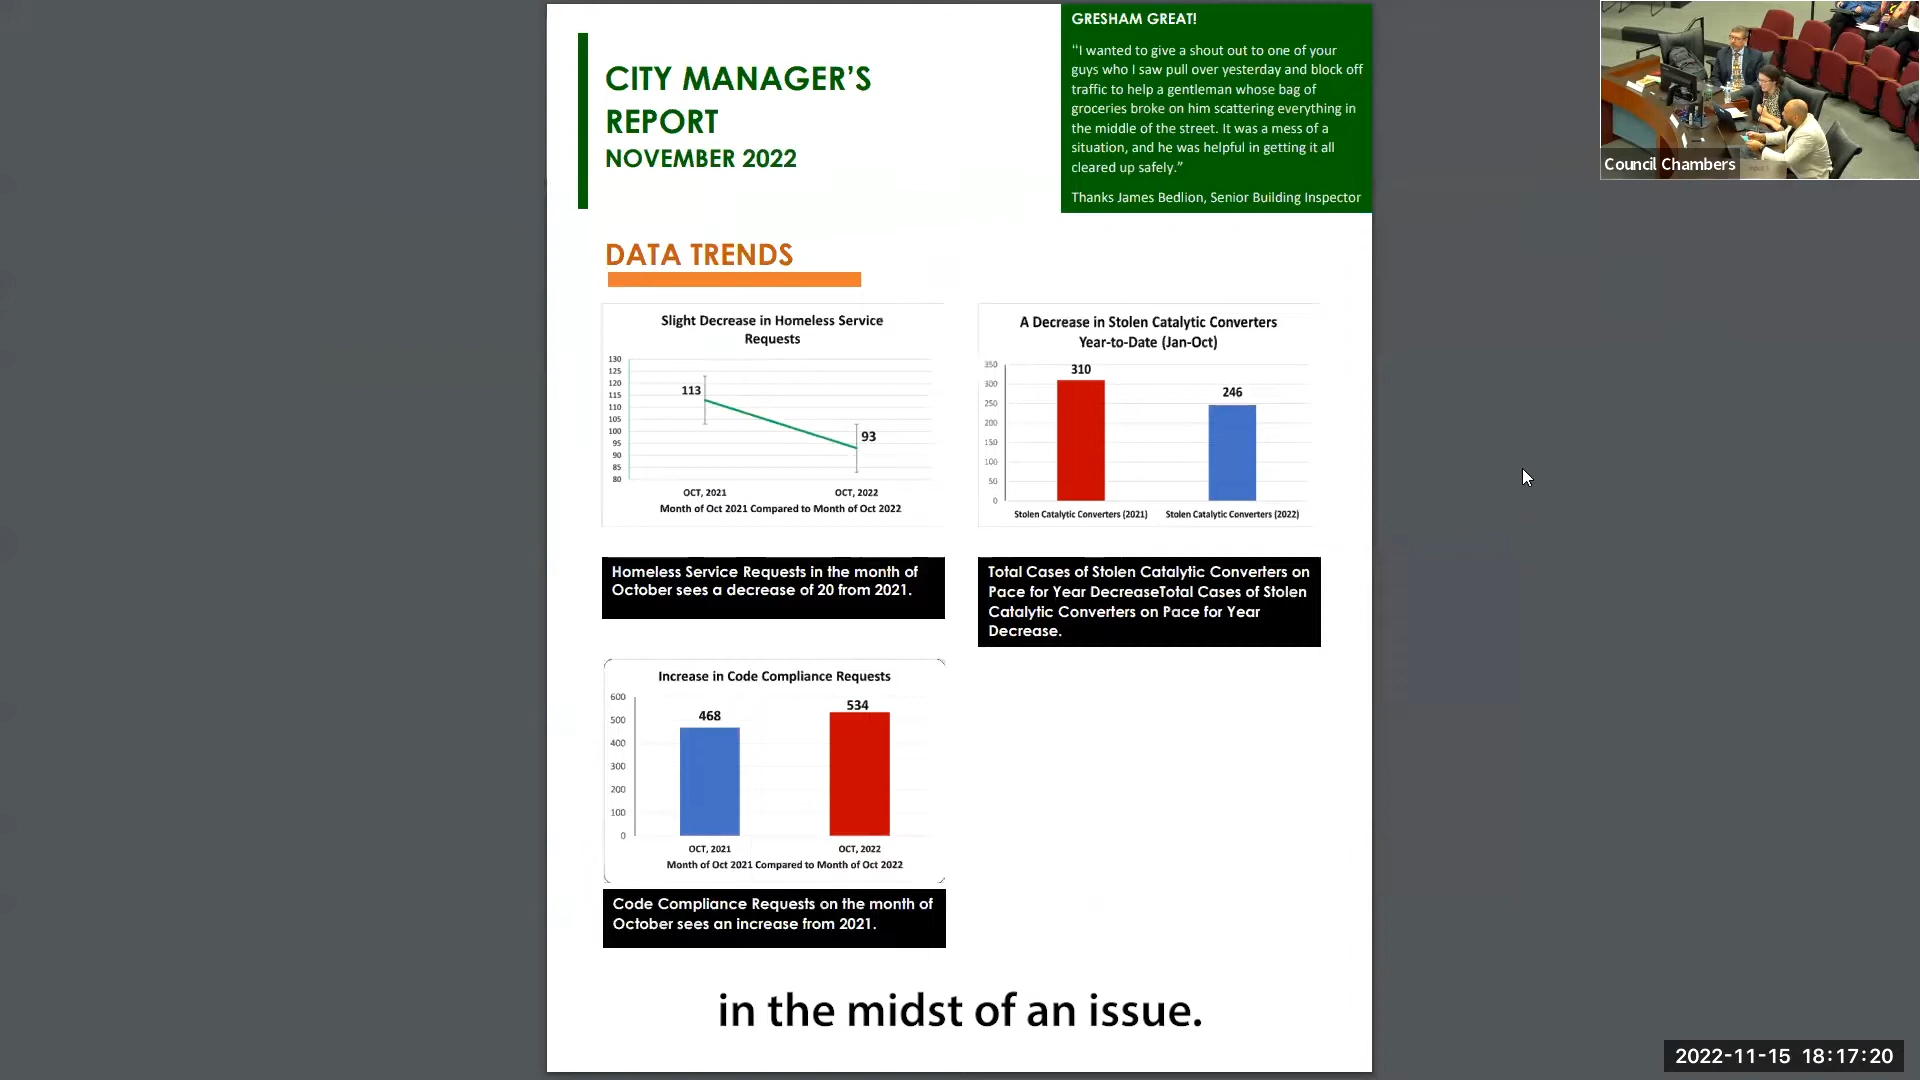 CITY MANAGER'S
REPORT
NOVEMBER 2022
GRESHAM GREAT!
"I wanted to give a shout out to one of your
guys who I saw pull over yesterday and block off
traffic to help a gentleman whose bag of
groceries broke on him scattering everything in
the middle of the street. It was a mess of a
situation, and he was helpful in getting it all
cleared up safely."
Thanks James Bedlion, Senior Building Inspector
Council Chambers
DATA TRENDS
Slight Decrease in Homeless Service
Requests
130
125
120
115
110
105
100
95
90
85
80
113
93
OCT, 2021
OCT, 2022
Month of Oct 2021 Compared to Month of Oct 2022
Homeless Service Requests in the month of
October sees a decrease of 20 from 2021.
A Decrease in Stolen Catalytic Converters
Year-to-Date (Jan-Oct)
350
300
250
200
150
100
50
0
310
246
Stolen Catalytic Converters (2021)
Stolen Catalytic Converters (2022)
Total Cases of Stolen Catalytic Converters on
Pace for Year DecreaseTotal Cases of Stolen
Catalytic Converters on Pace for Year
Decrease.
Increase in Code Compliance Requests
600
500
400
300
200
100
0
468
534
OCT, 2021
OCT, 2022
Month of Oct 2021 Compared to Month of Oct 2022
Code Compliance Requests on the month of
October sees an increase from 2021.
in the midst of an issue.
2022-11-15 18:17:20